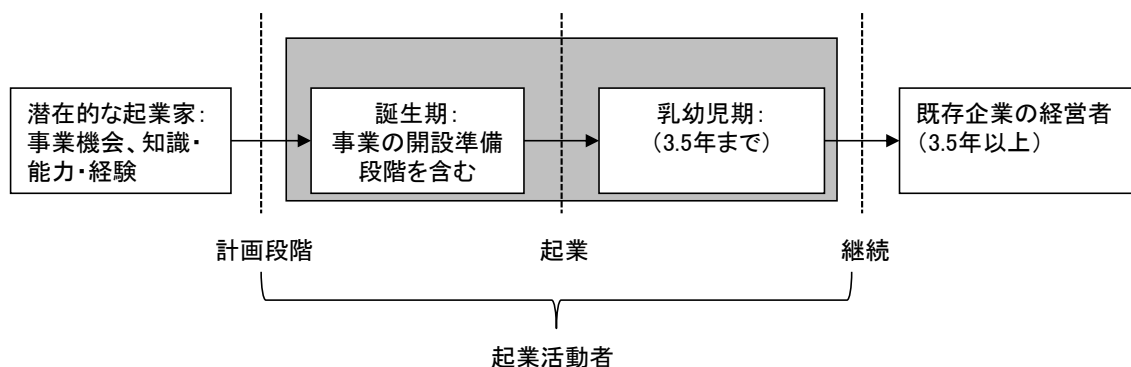 潜在的な起業家：
事業機会、知識・
能力・経験
誕生期：
事業の開設準備
段階を含む
乳幼児期：
（3.5年まで）
既存企業の経営者
（3.5年以上）
計画段階
起業
継続
起業活動者